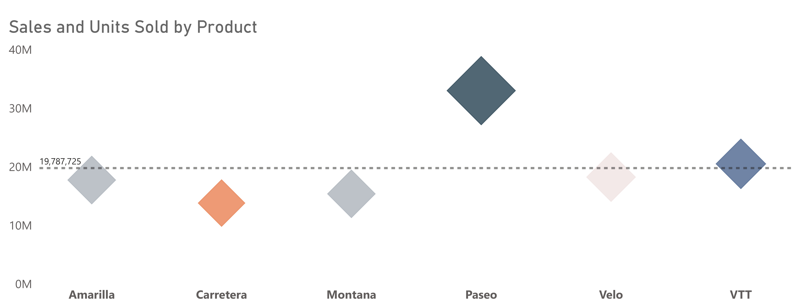 Sales and Units Sold by Product
40M
30M
19,787,725
20M
10M
0M
Amarilla Carretera Montana Paseo Velo VTT